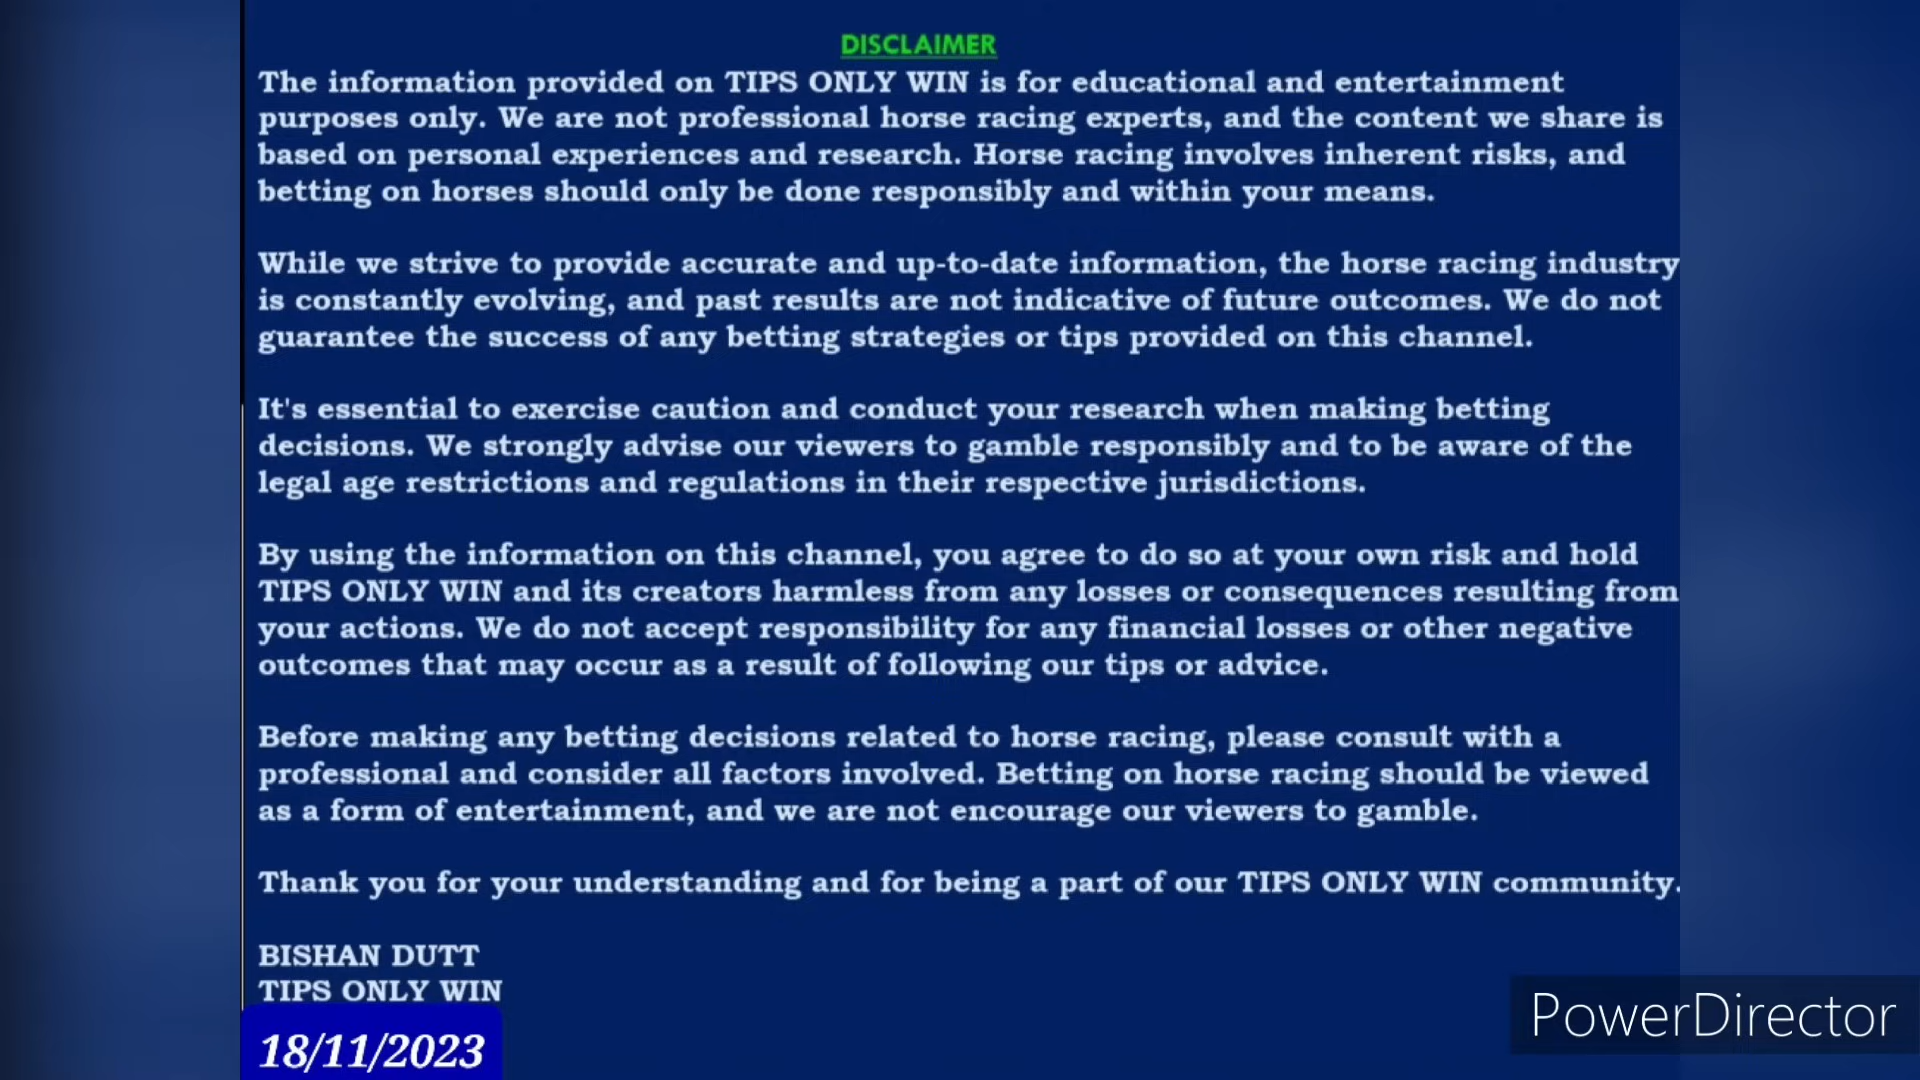 DISCLAIMER
The information provided on TIPS ONLY WIN is for educational and entertainment
purposes only. We are not professional horse racing experts, and the content we share is
based on personal experiences and research. Horse racing involves inherent risks, and
betting on horses should only be done responsibly and within your means.
While we strive to provide accurate and up-to-date information, the horse racing industry
is constantly evolving, and past results are not indicative of future outcomes. We do not
guarantee the success of any betting strategies or tips provided on this channel.
It's essential to exercise caution and conduct your research when making betting
decisions. We strongly advise our viewers to gamble responsibly and to be aware of the
legal age restrictions and regulations in their respective jurisdictions.
By using the information on this channel, you agree to do so at your own risk and hold
TIPS ONLY WIN and its creators harmless from any losses or consequences resulting from
your actions. We do not accept responsibility for any financial losses or other negative
outcomes that may occur as a result of following our tips or advice.
Before making any betting decisions related to horse racing, please consult with a
professional and consider all factors involved. Betting on horse racing should be viewed
as a form of entertainment, and we are not encourage our viewers to gamble.
Thank you for your understanding and for being a part of our TIPS ONLY WIN community.
BISHAN DUTT
TIPS ONLY WIN
18/11/2023
PowerDirector